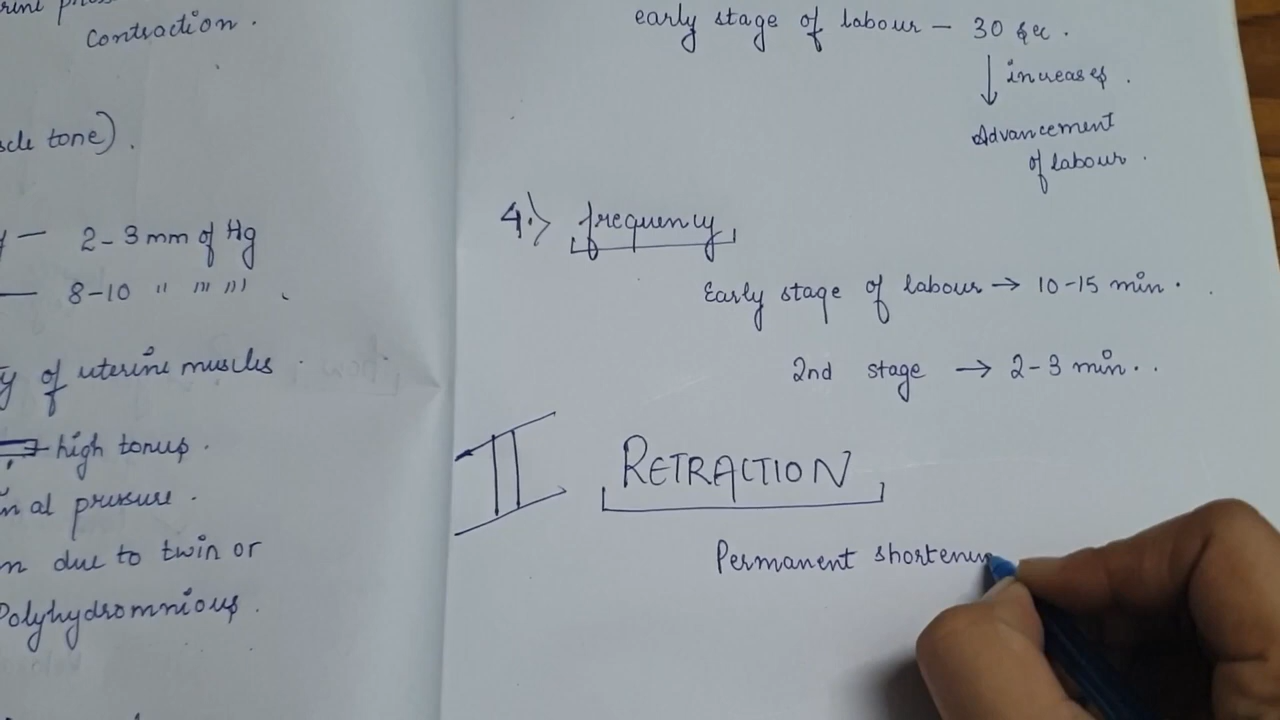 contraction.
tone).
2-3 mm of Hg
8-10 " "' "'
of uterine muscles
high tonus.
al pressure.
due to twin or
Polyhydromnious.
early stage of labour - 30 sec.
↓ increases.
Advancement
of labour.
4.) frequency
Early stage of labour → 10-15 min.
2nd stage → 2-3 min..
II RETRACTION
Permanent shortenin